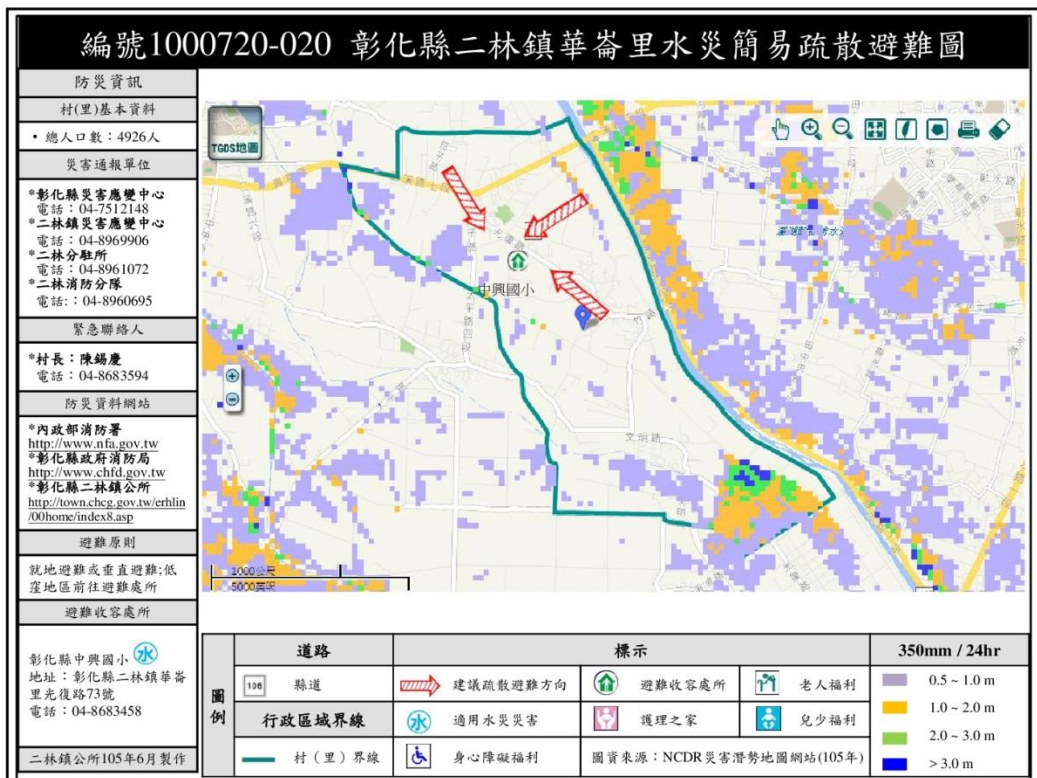 編號1000720-020 彰化縣二林鎮華崙里水災簡易疏散避難圖
防災資訊
村(里)基本資料
• 總人口數：4926人
災害通報單位
*彰化縣災害應變中心
電話：04-7512148
*二林鎮災害應變中心
電話：04-8969906
*二林分駐所
電話：04-8961072
*二林消防分隊
電話:：04-8960695
緊急聯絡人
*村長：陳錫慶
電話：04-8683594
防災資料網站
*內政部消防署
http://www.nfa.gov.tw
*彰化縣政府消防局
http://www.chfd.gov.tw
*彰化縣二林鎮公所
http://town.chcg.gov.tw/erhlin
/00home/index8.asp
避難原則
就地避難或垂直避難;低
窪地區前往避難處所
避難收容處所
彰化縣中興國小 水
地址：彰化縣二林鎮華崙
里光復路73號
電話：04-8683458
二林鎮公所105年6月製作
TGOS地圖
中興國小
竹路
文明路
1000公尺
5000英呎
圖例
道路
106 縣道
行政區域界線
村（里）界線
標示
建議疏散避難方向
避難收容處所
老人福利
水 適用水災災害
護理之家
兒少福利
身心障礙福利
圖資來源：NCDR災害潛勢地圖網站(105年)
350mm / 24hr
0.5 ~ 1.0 m
1.0 ~ 2.0 m
2.0 ~ 3.0 m
> 3.0 m